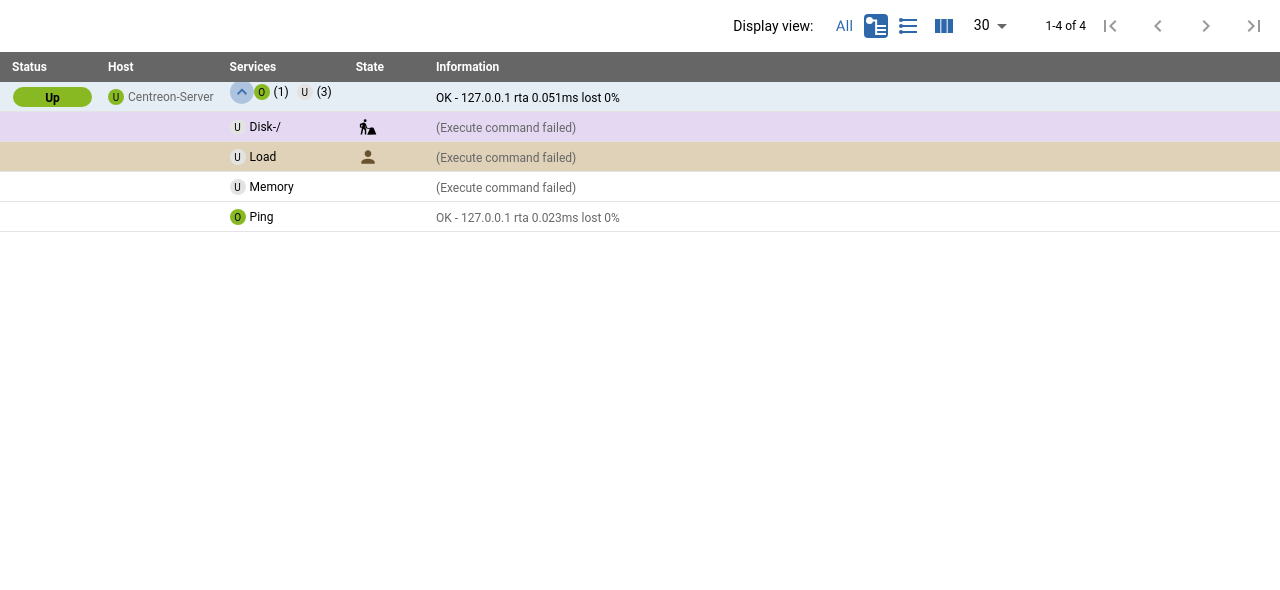 Display view: All 30 1-4 of 4
Status Host Services State Information
Up U Centreon-Server O (1) U (3) OK - 127.0.0.1 rta 0.051ms lost 0%
U Disk-/ (Execute command failed)
U Load (Execute command failed)
U Memory (Execute command failed)
O Ping OK - 127.0.0.1 rta 0.023ms lost 0%